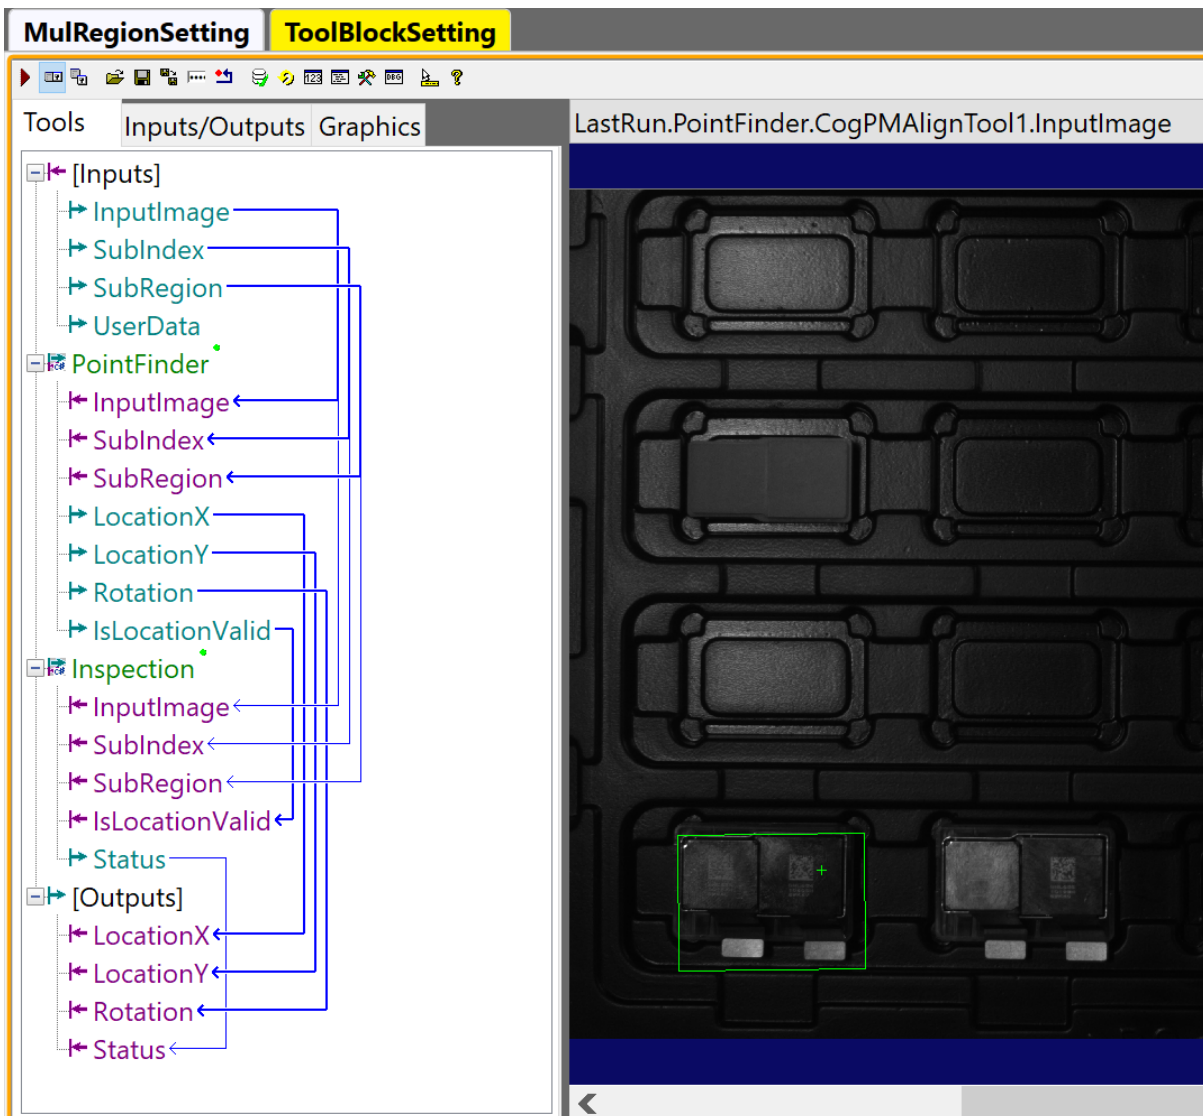 MulRegionSetting ToolBlockSetting
Tools Inputs/Outputs Graphics
LastRun.PointFinder.CogPMAlignTool1.InputImage
[Inputs]
InputImage
SubIndex
SubRegion
UserData
PointFinder
InputImage
SubIndex
SubRegion
LocationX
LocationY
Rotation
IsLocationValid
Inspection
InputImage
SubIndex
SubRegion
IsLocationValid
Status
[Outputs]
LocationX
LocationY
Rotation
Status